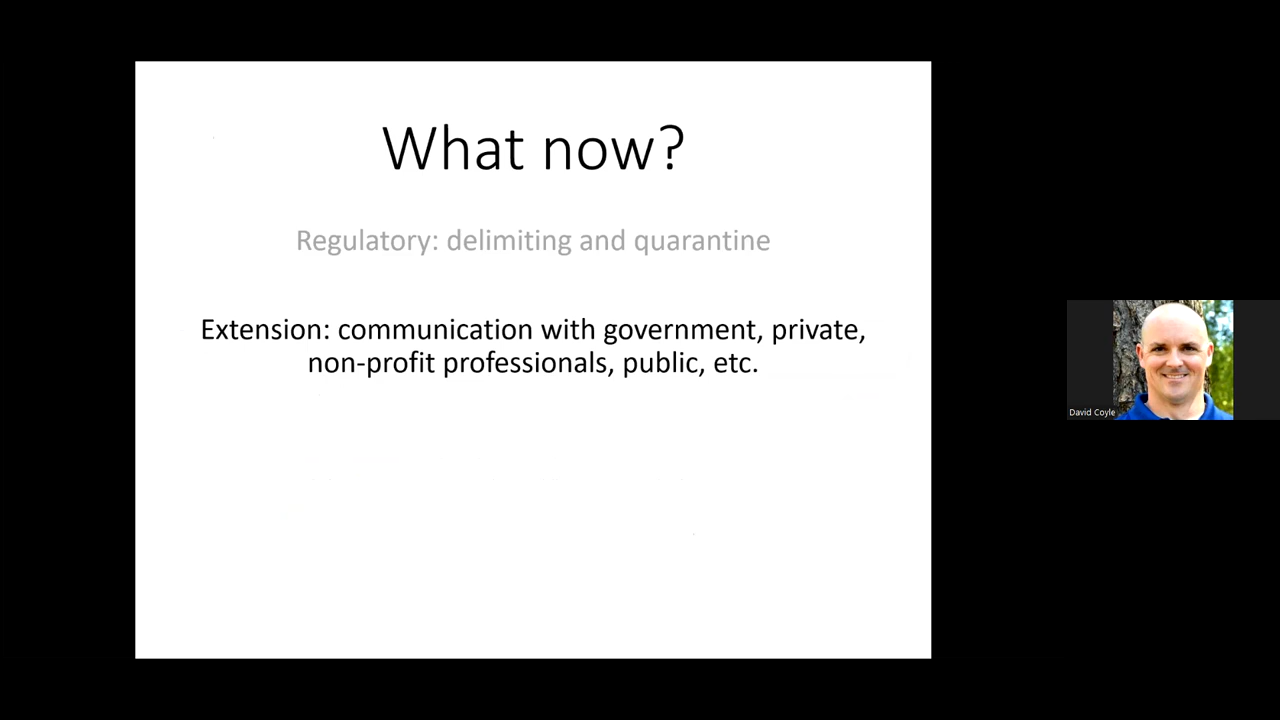 What now?
Regulatory: delimiting and quarantine
Extension: communication with government, private,
non-profit professionals, public, etc.
David Coyle